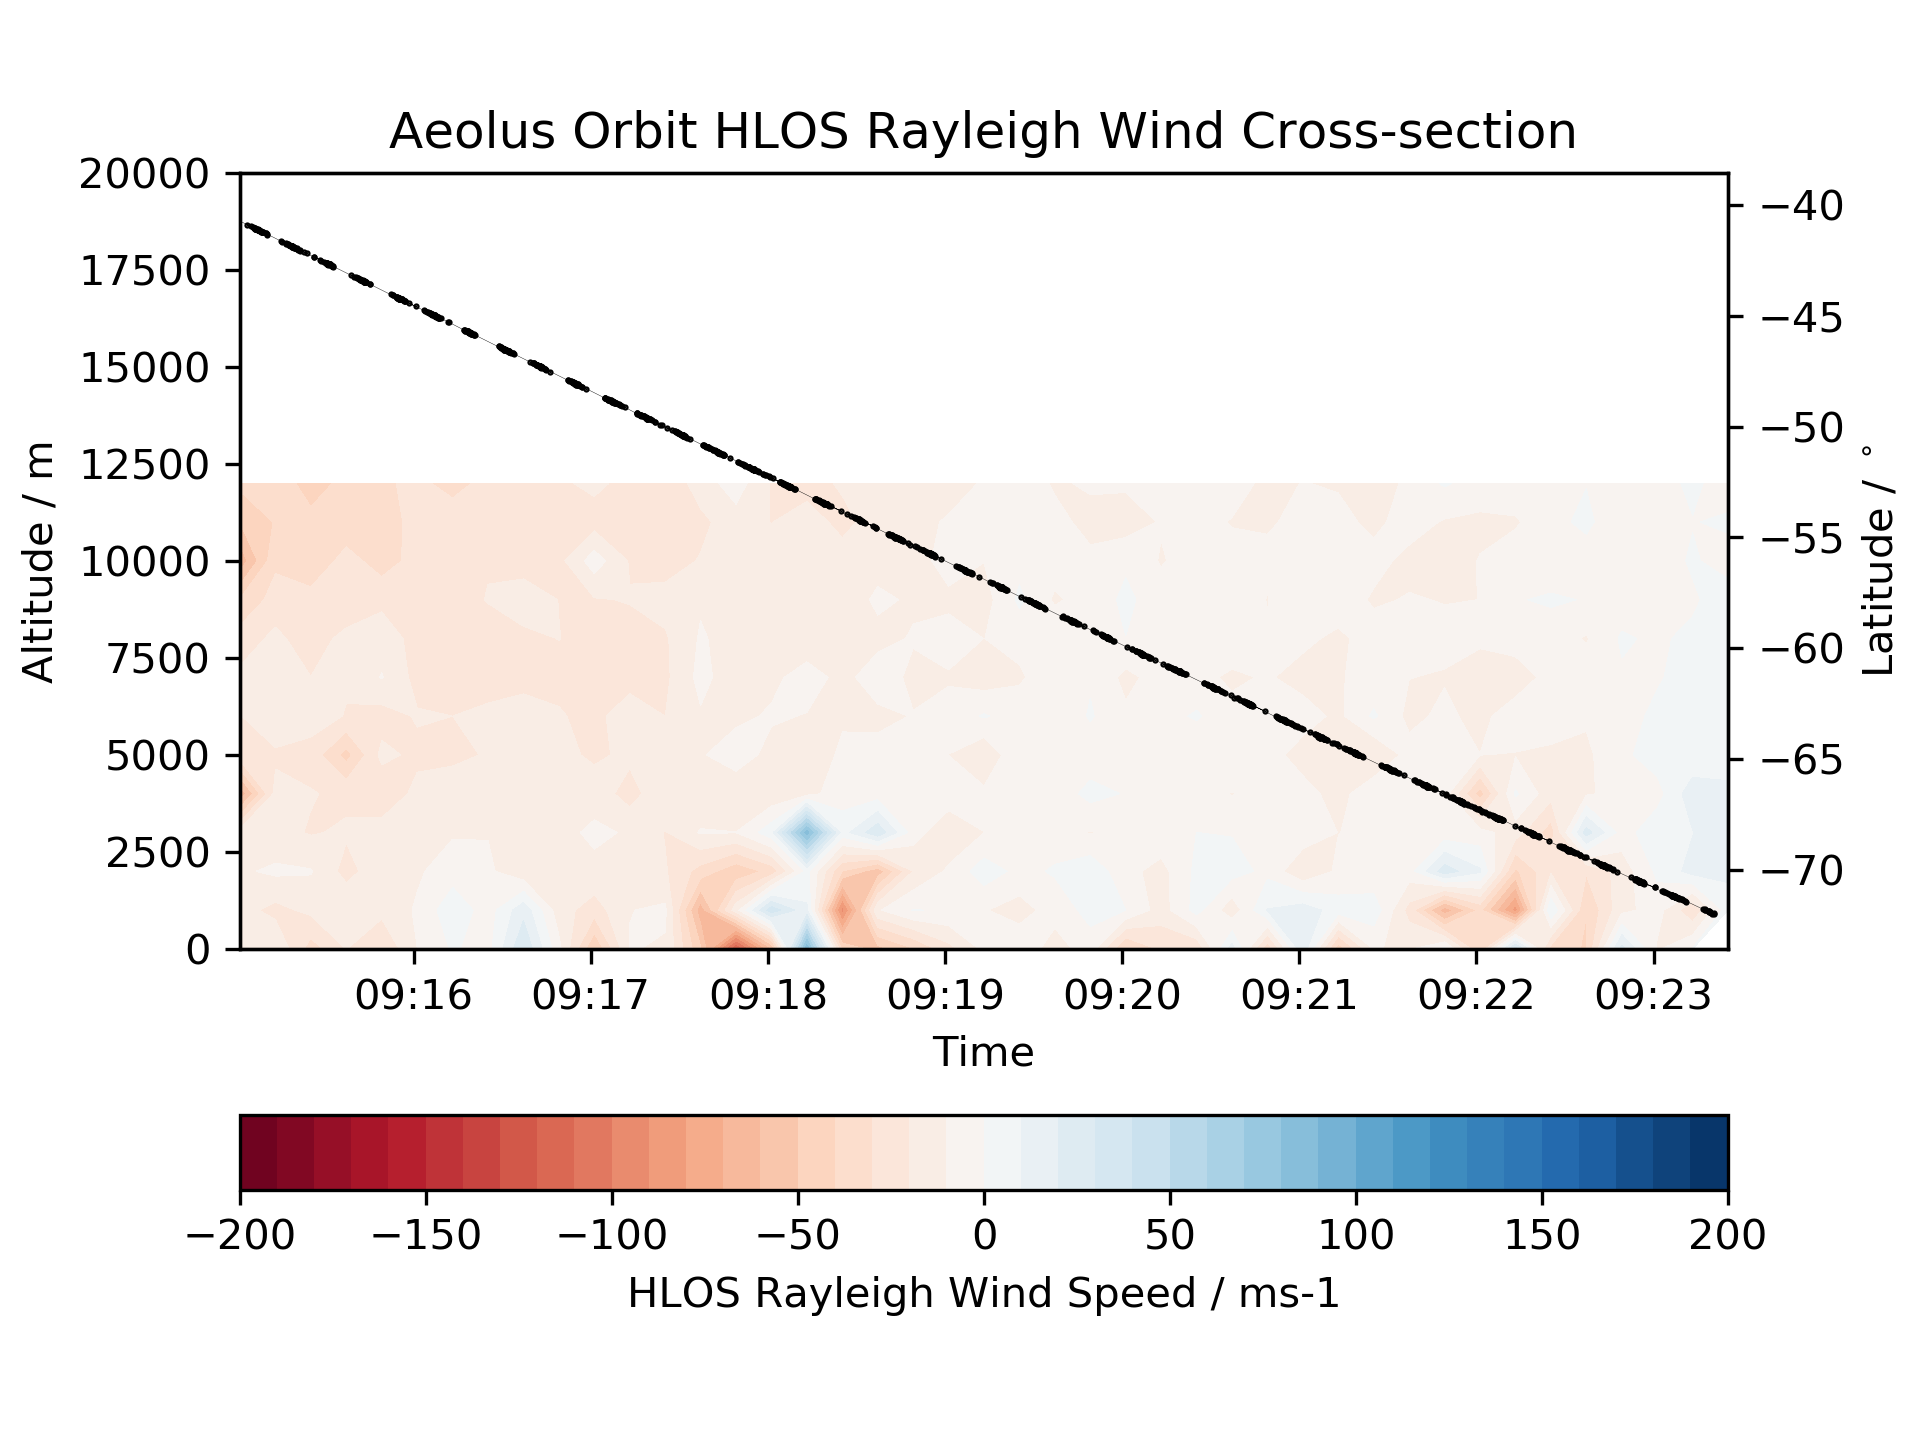 Aeolus Orbit HLOS Rayleigh Wind Cross-section
20000
17500
15000
12500
10000
7500
5000
2500
0
Altitude / m
−40
−45
−50
−55
−60
−65
−70
Latitude / °
09:16 09:17 09:18 09:19 09:20 09:21 09:22 09:23
Time
−200 −150 −100 −50 0 50 100 150 200
HLOS Rayleigh Wind Speed / ms-1